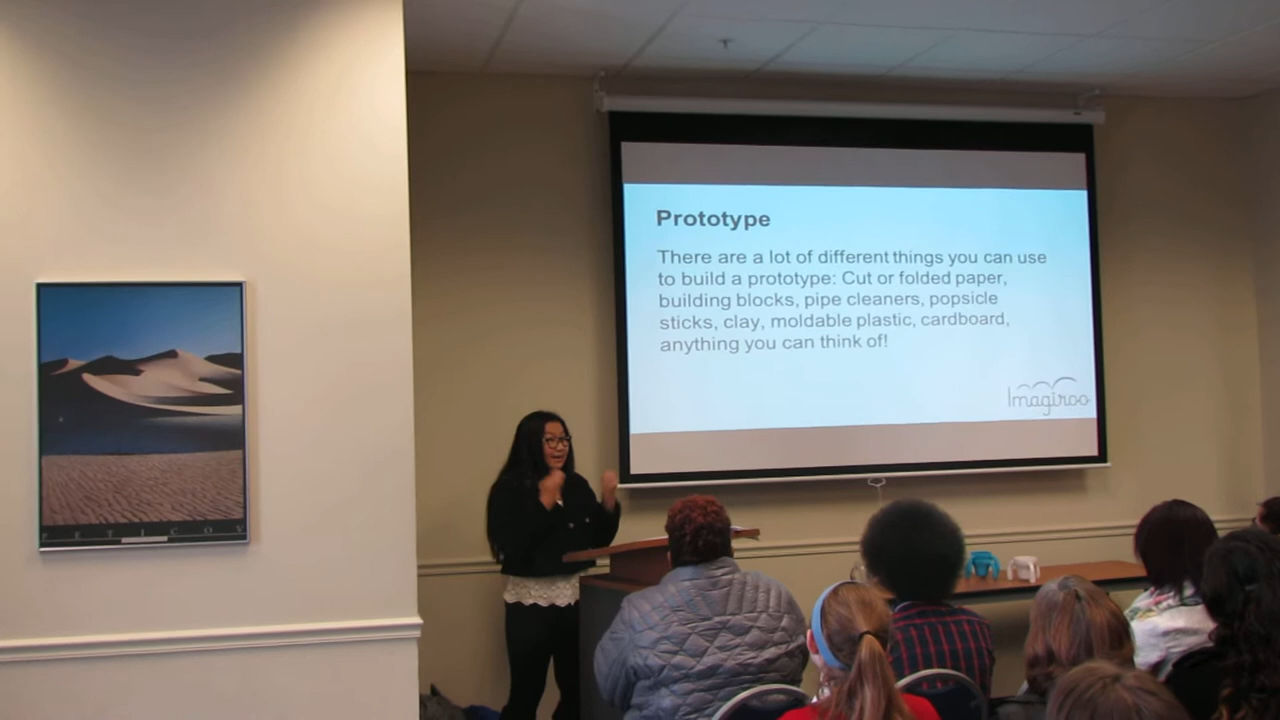 Prototype
There are a lot of different things you can use
to build a prototype: Cut or folded paper,
building blocks, pipe cleaners, popsicle
sticks, clay, moldable plastic, cardboard,
anything you can think of!
Imagiroo
PETICOV